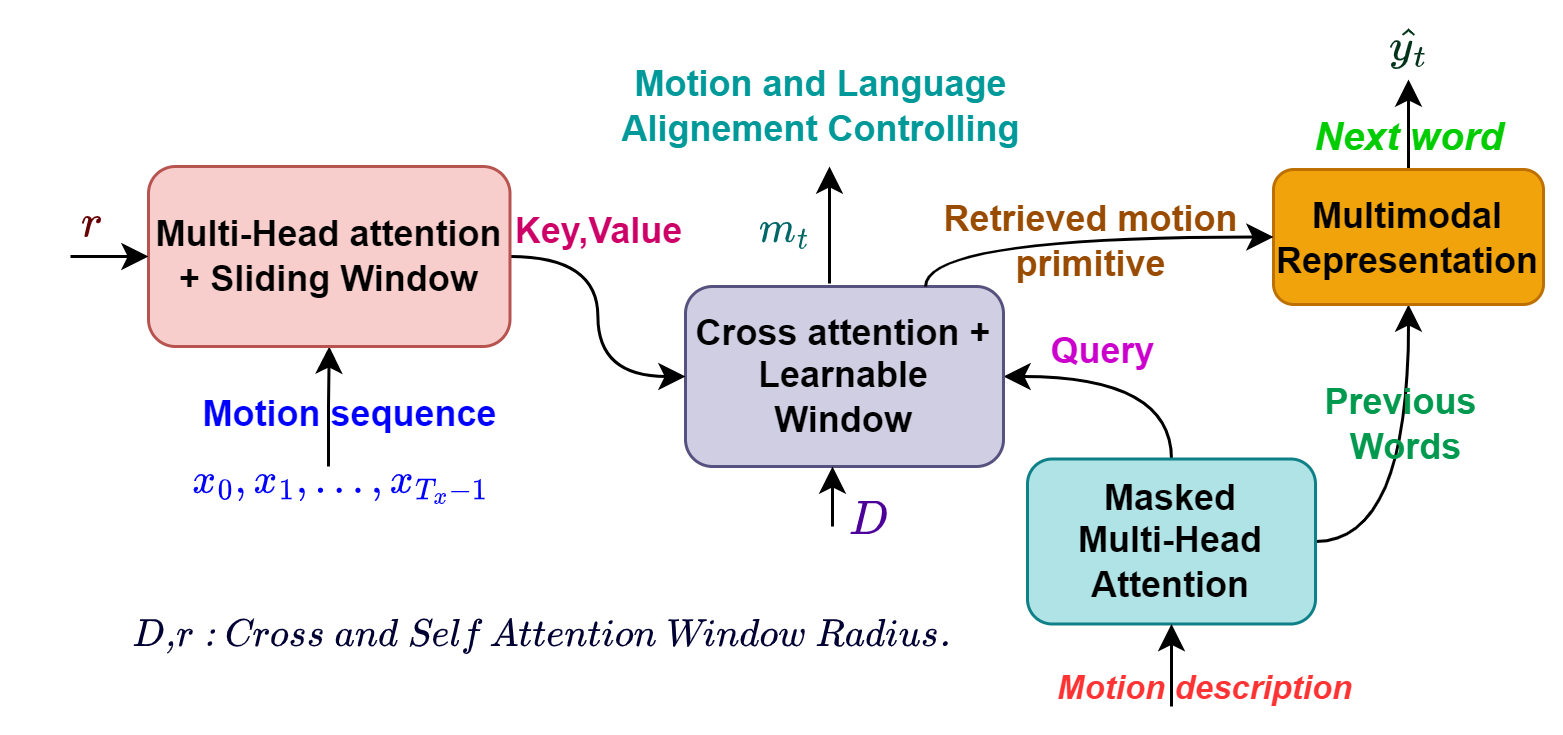 Motion and Language
Alignement Controlling
$\hat{y_t}$
Next word
$r$
Multi-Head attention
+ Sliding Window
Key,Value
$m_t$
Retrieved motion
primitive
Multimodal
Representation
Motion sequence
$x_0, x_1, \ldots, x_{T_x-1}$
Cross attention +
Learnable
Window
Query
Previous
Words
$D$
Masked
Multi-Head
Attention
D,r : Cross and Self Attention Window Radius.
Motion description